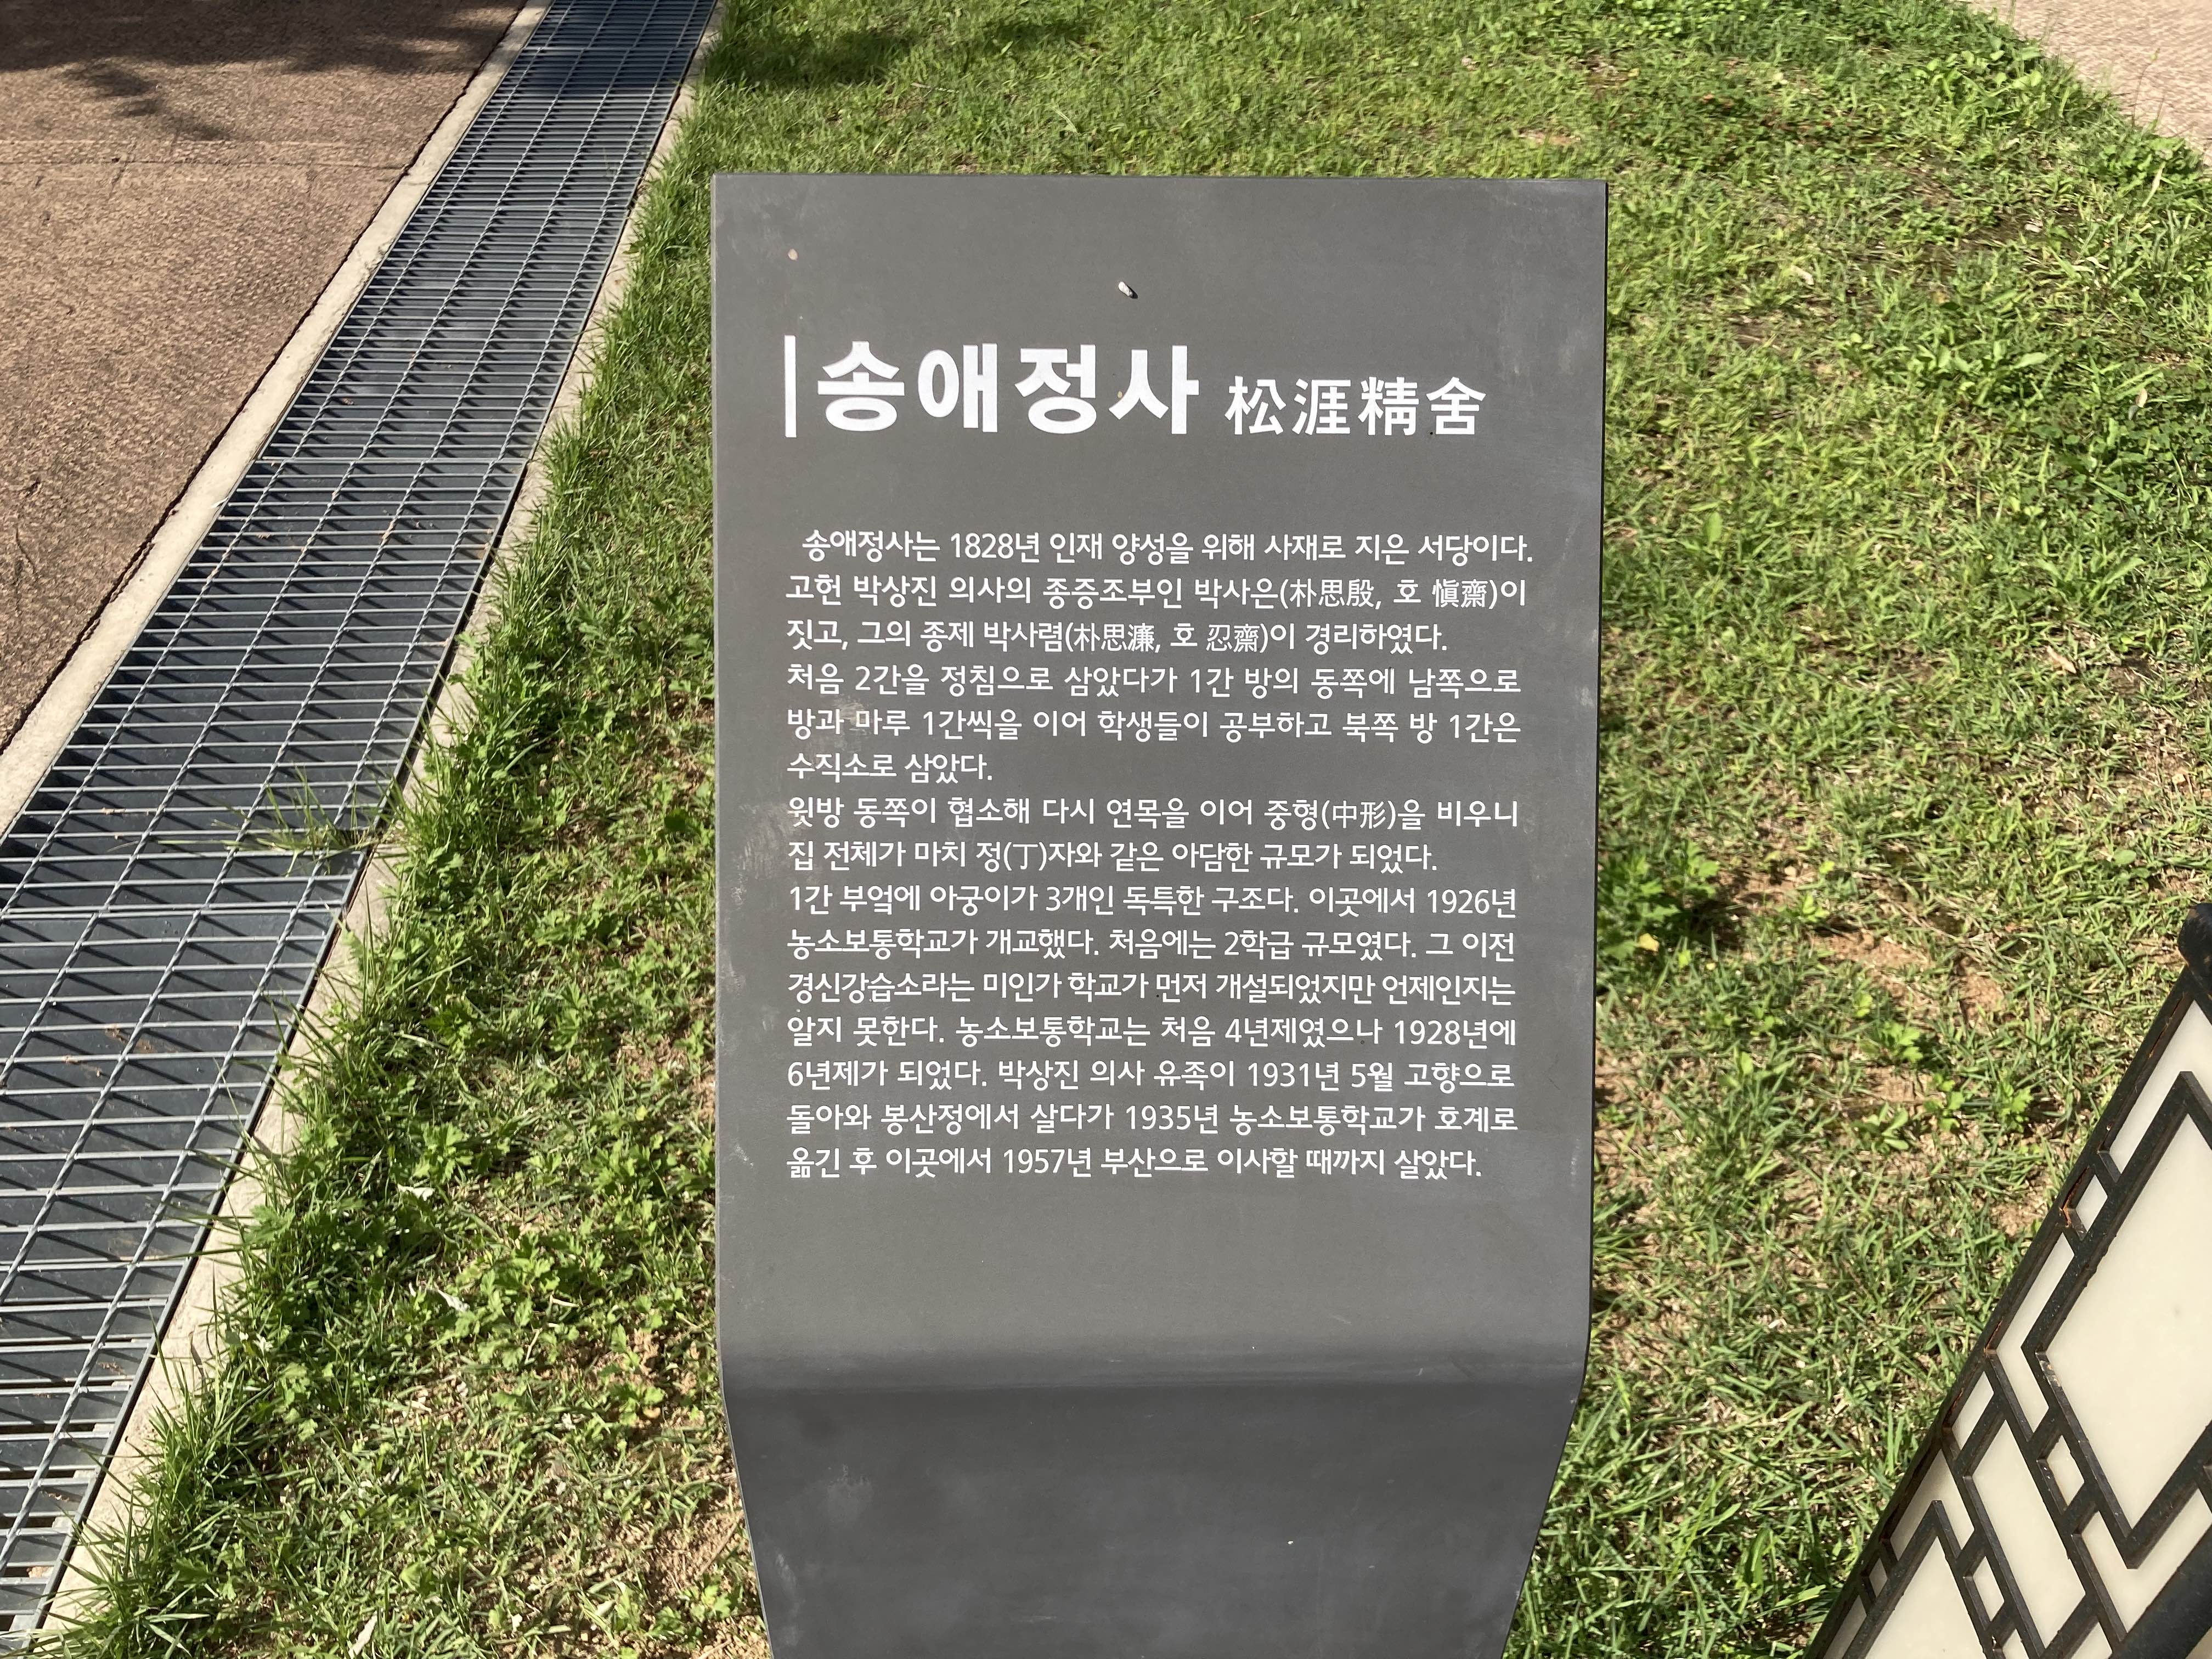 송애정사 松涯精舍
송애정사는 1828년 인재 양성을 위해 사재로 지은 서당이다.
고헌 박상진 의사의 종증조부인 박사은(朴思殷, 호 愼齋)이
짓고, 그의 종제 박사렴(朴思濂, 호 忍齋)이 경리하였다.
처음 2간을 정침으로 삼았다가 1간 방의 동쪽에 남쪽으로
방과 마루 1간씩을 이어 학생들이 공부하고 북쪽 방 1간은
수직소로 삼았다.
윗방 동쪽이 협소해 다시 연목을 이어 중형(中形)을 비우니
집 전체가 마치 정(丁)자와 같은 아담한 규모가 되었다.
1간 부엌에 아궁이가 3개인 독특한 구조다. 이곳에서 1926년
농소보통학교가 개교했다. 처음에는 2학급 규모였다. 그 이전
경신강습소라는 미인가 학교가 먼저 개설되었지만 언제인지는
알지 못한다. 농소보통학교는 처음 4년제였으나 1928년에
6년제가 되었다. 박상진 의사 유족이 1931년 5월 고향으로
돌아와 봉산정에서 살다가 1935년 농소보통학교가 호계로
옮긴 후 이곳에서 1957년 부산으로 이사할 때까지 살았다.